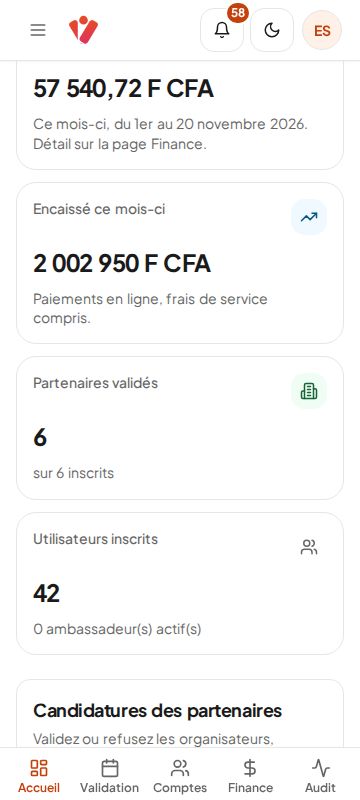 58
ES
57 540,72 F CFA
Ce mois-ci, du 1er au 20 novembre 2026.
Détail sur la page Finance.
Encaissé ce mois-ci
2 002 950 F CFA
Paiements en ligne, frais de service
compris.
Partenaires validés
6
sur 6 inscrits
Utilisateurs inscrits
42
0 ambassadeur(s) actif(s)
Candidatures des partenaires
Validez ou refusez les organisateurs,
Accueil
Validation
Comptes
Finance
Audit